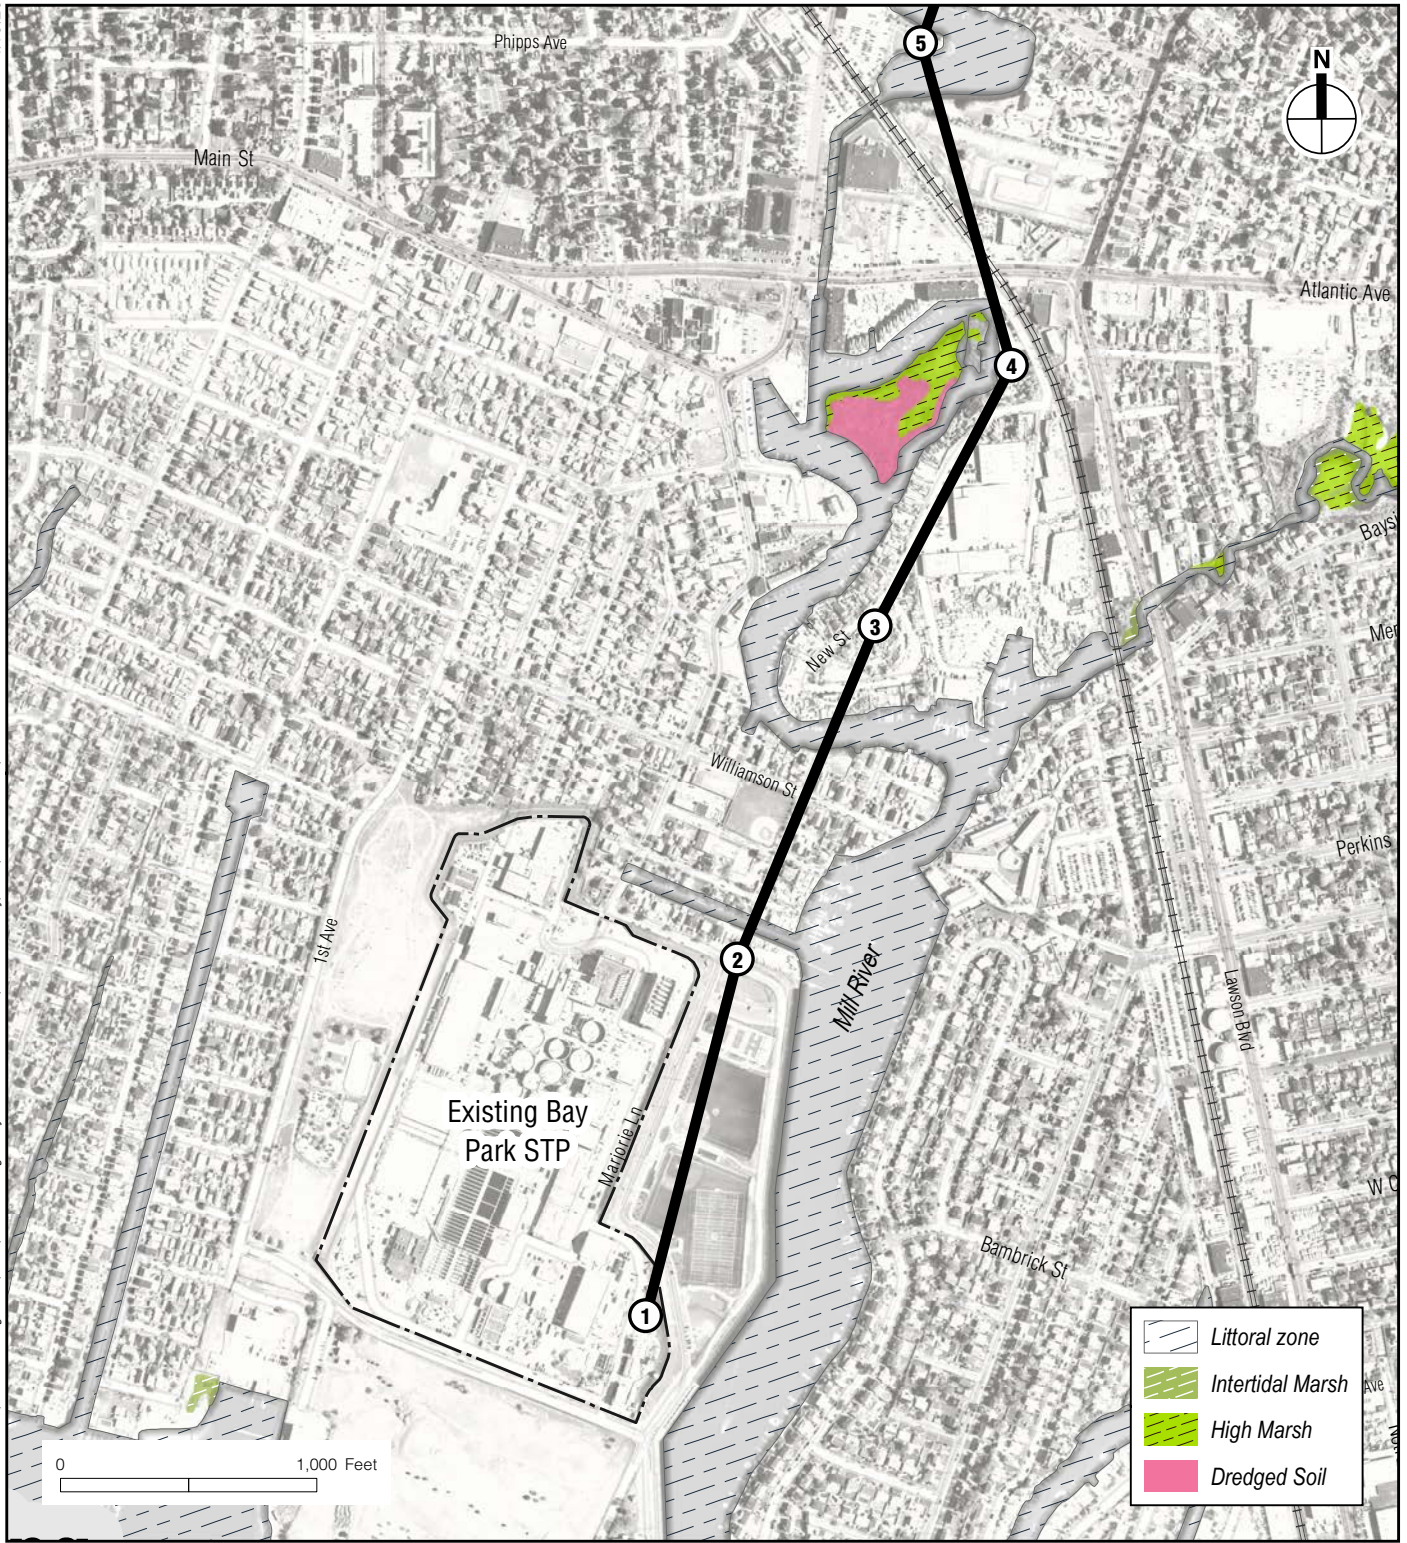 Phipps Ave
5
N
Main St
Atlantic Ave
4
Baysi
3
New St
Mer
Williamson St
Perkins
1st Ave
2
Mill River
Lawson Blvd
Existing Bay
Park STP
Marjorie Ln
W C
Bambrick St
1
Littoral zone
Intertidal Marsh
Ave
High Marsh
Dredged Soil
0
1,000 Feet